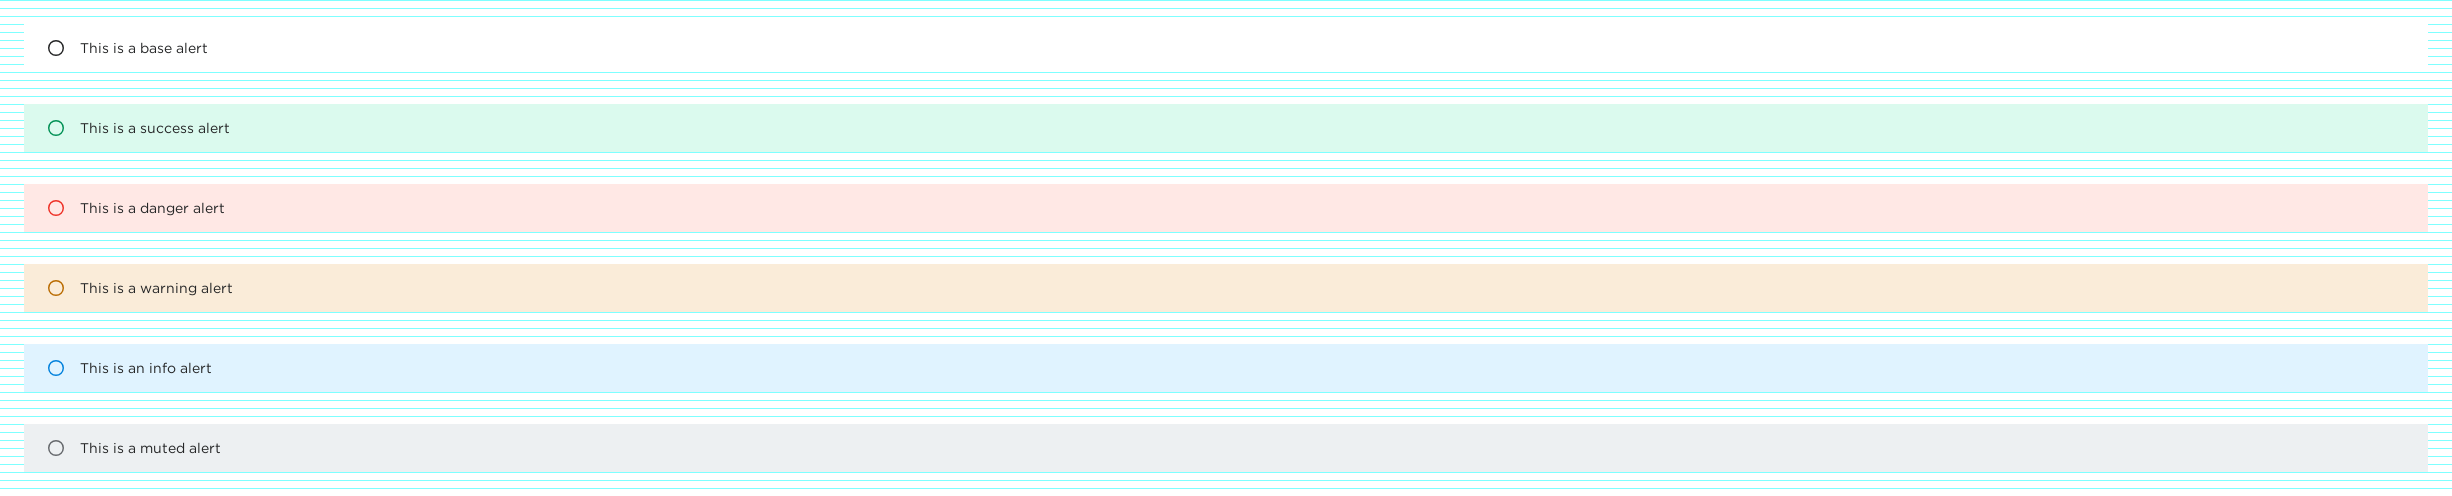 This is a base alert
This is a success alert
This is a danger alert
This is a warning alert
This is an info alert
This is a muted alert